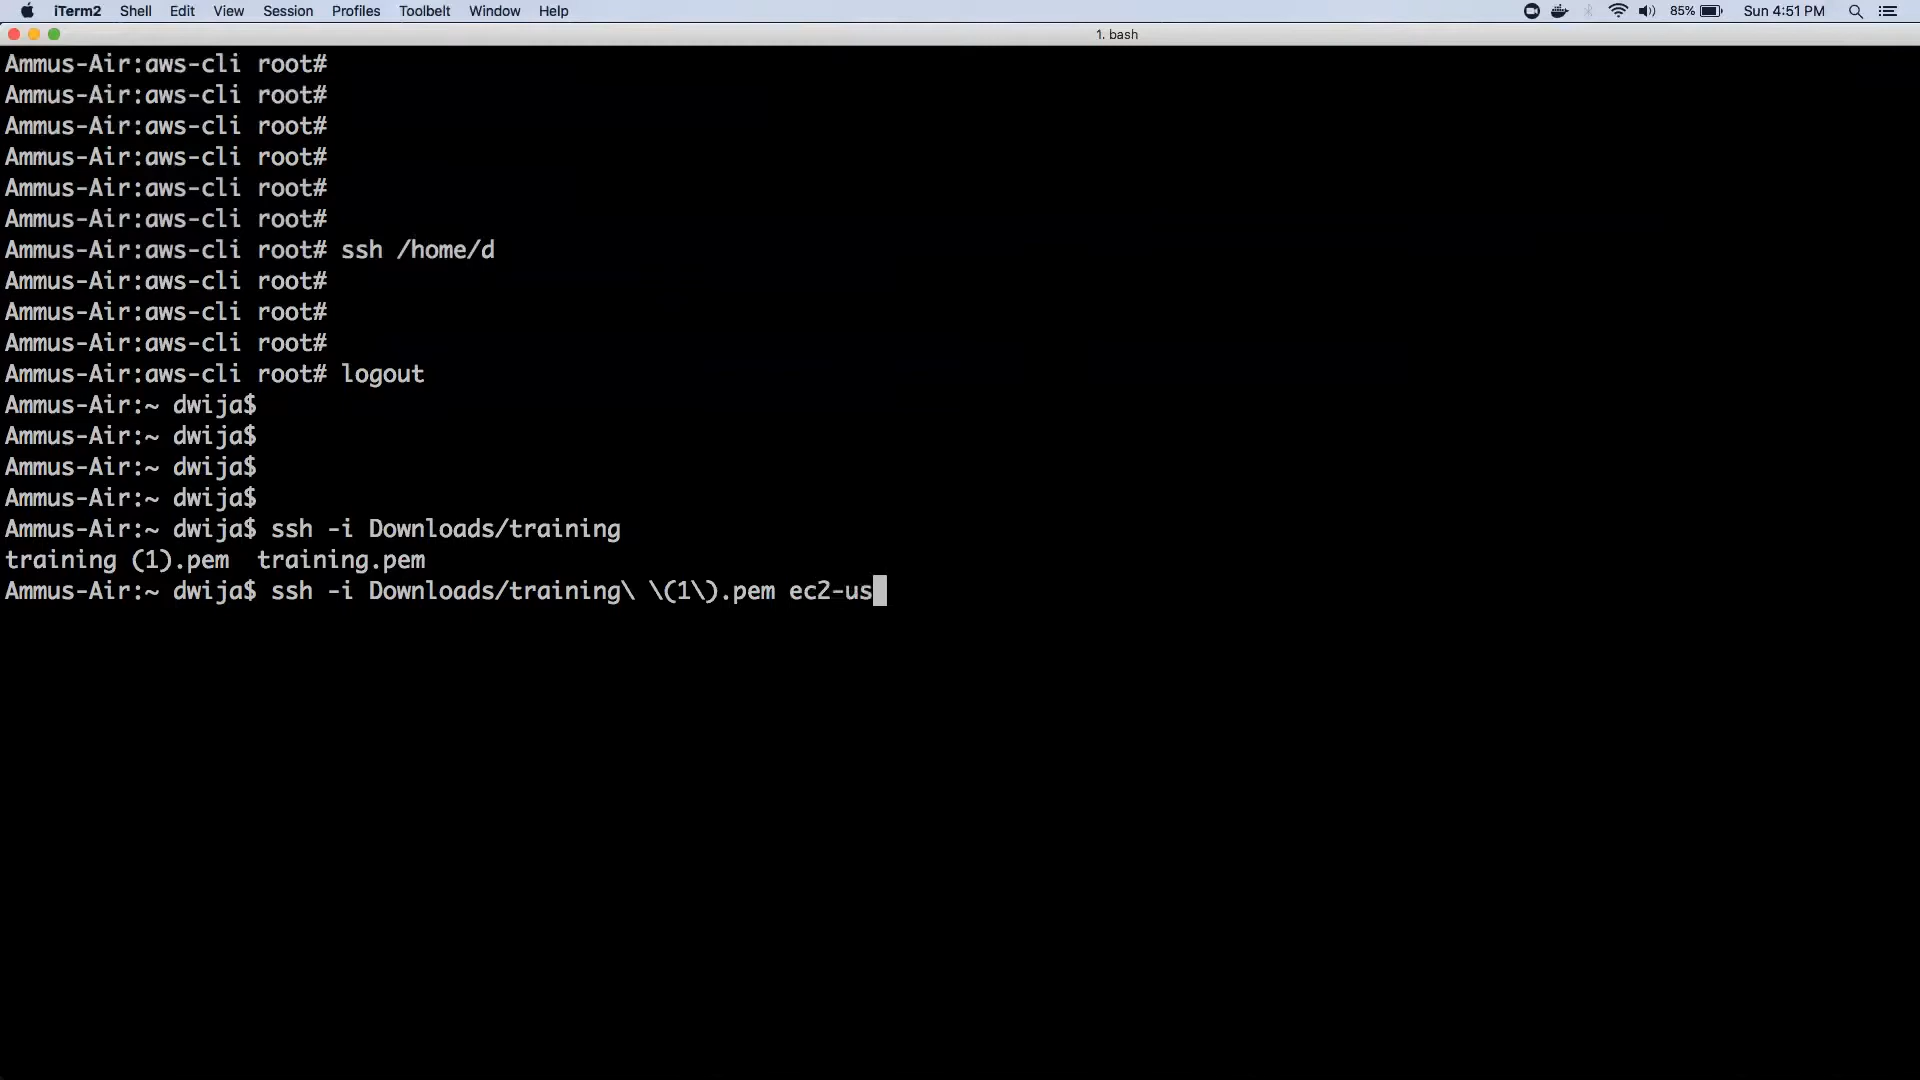 iTerm2 Shell Edit View Session Profiles Toolbelt Window Help 85% Sun 4:51 PM
1. bash
Ammus-Air:aws-cli root#
Ammus-Air:aws-cli root#
Ammus-Air:aws-cli root#
Ammus-Air:aws-cli root#
Ammus-Air:aws-cli root#
Ammus-Air:aws-cli root#
Ammus-Air:aws-cli root# ssh /home/d
Ammus-Air:aws-cli root#
Ammus-Air:aws-cli root#
Ammus-Air:aws-cli root#
Ammus-Air:aws-cli root# logout
Ammus-Air:~ dwija$
Ammus-Air:~ dwija$
Ammus-Air:~ dwija$
Ammus-Air:~ dwija$
Ammus-Air:~ dwija$ ssh -i Downloads/training
training (1).pem  training.pem
Ammus-Air:~ dwija$ ssh -i Downloads/training\ \(1\).pem ec2-us